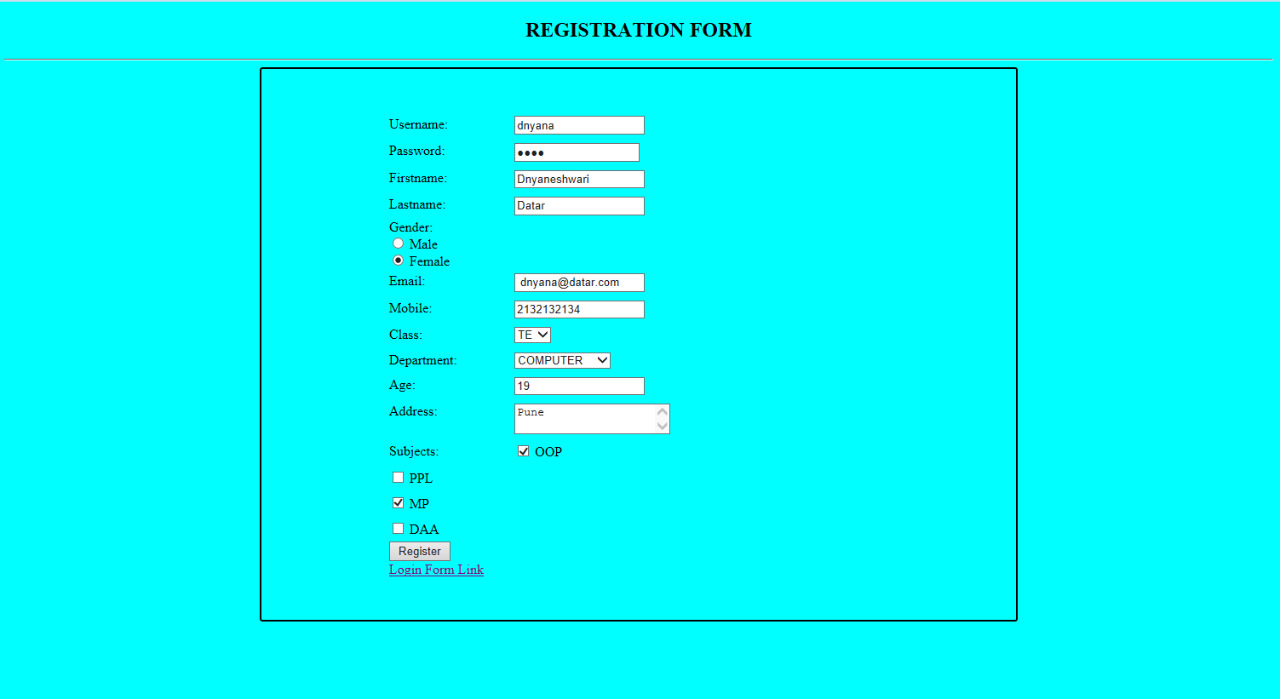 REGISTRATION FORM
Username: dnyana
Password: ••••
Firstname: Dnyaneshwari
Lastname: Datar
Gender:
Male
Female
Email: dnyana@datar.com
Mobile: 2132132134
Class: TE
Department: COMPUTER
Age: 19
Address: Pune
Subjects: OOP
PPL
MP
DAA
Register
Login Form Link